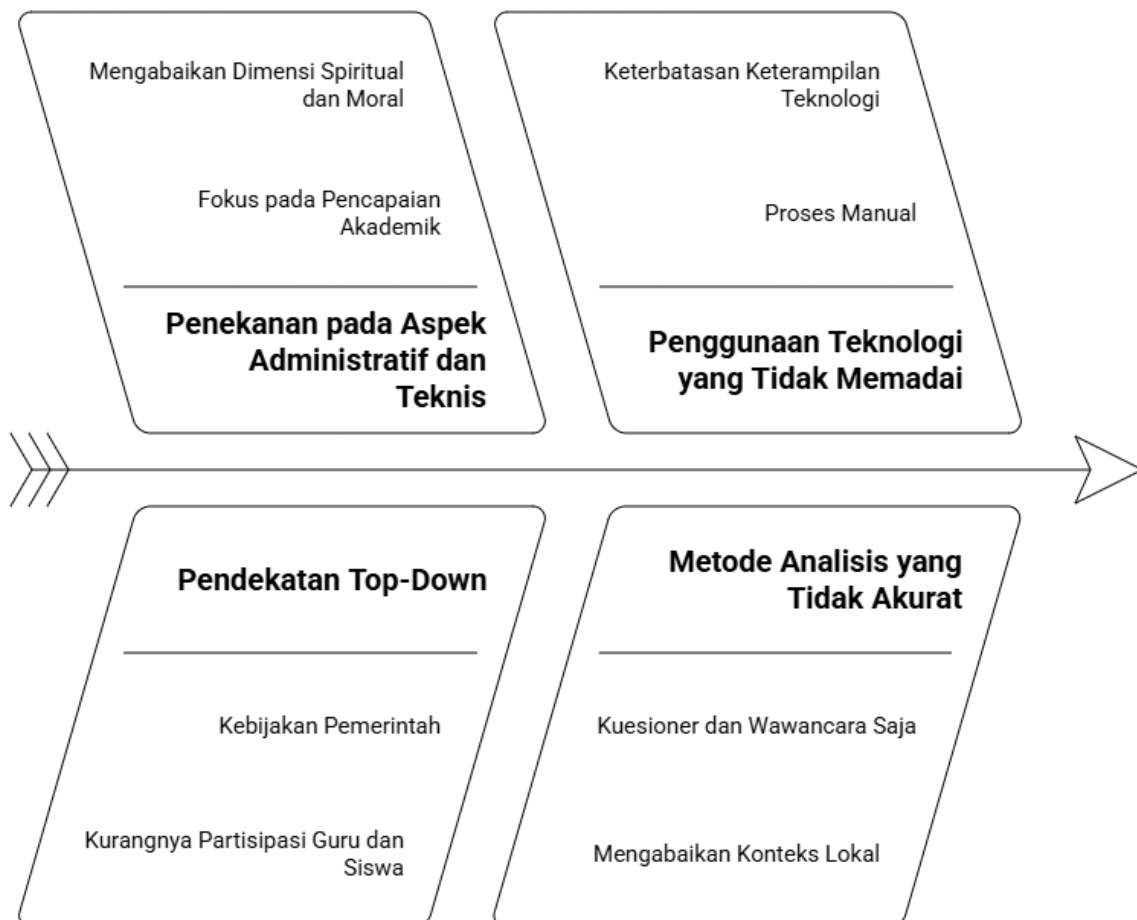 Mengabaikan Dimensi Spiritual
dan Moral
Fokus pada Pencapaian
Akademik
Penekanan pada Aspek
Administratif dan
Teknis
Keterbatasan Keterampilan
Teknologi
Proses Manual
Penggunaan Teknologi
yang Tidak Memadai
Pendekatan Top-Down
Kebijakan Pemerintah
Kurangnya Partisipasi Guru dan
Siswa
Metode Analisis yang
Tidak Akurat
Kuesioner dan Wawancara Saja
Mengabaikan Konteks Lokal